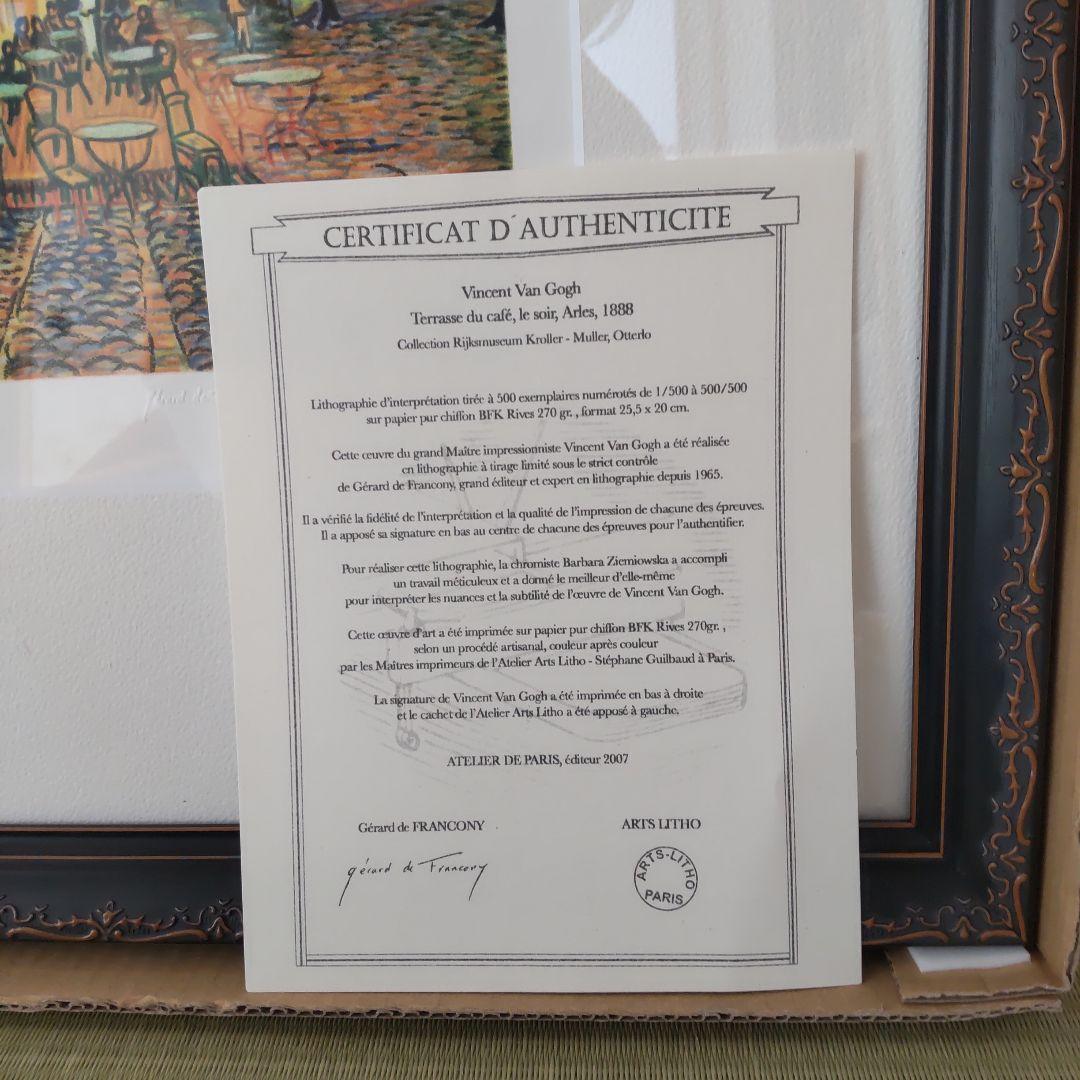 CERTIFICAT D'AUTHENTICITE
Vincent Van Gogh
Terrasse du café, le soir, Arles, 1888
Collection Rijksmuseum Kroller - Muller, Otterlo
Lithographie d'interprétation tirée à 500 exemplaires numérotés de 1/500 à 500/500
sur papier pur chiffon BFK Rives 270 gr. , format 25,5 x 20 cm.
Cette œuvre du grand Maître impressionniste Vincent Van Gogh a été réalisée
en lithographie à tirage limité sous le strict contrôle
de Gérard de Francony, grand éditeur et expert en lithographie depuis 1965.
Il a vérifié la fidélité de l'interprétation et la qualité de l'impression de chacune des épreuves.
Il a apposé sa signature en bas au centre de chacune des épreuves pour l'authentifier.
Pour réaliser cette lithographie, la chromiste Barbara Ziemiowska a accompli
un travail méticuleux et a donné le meilleur d'elle-même
pour interpréter les nuances et la subtilité de l'œuvre de Vincent Van Gogh.
Cette œuvre d'art a été imprimée sur papier pur chiffon BFK Rives 270gr. ,
selon un procédé artisanal, couleur après couleur
par les Maîtres imprimeurs de l'Atelier Arts Litho - Stéphane Guilbaud à Paris.
La signature de Vincent Van Gogh a été imprimée en bas à droite
et le cachet de l'Atelier Arts Litho a été apposé à gauche.
ATELIER DE PARIS, éditeur 2007
Gérard de FRANCONY
ARTS LITHO
gérard de Francony
ARTS-LITHO
PARIS